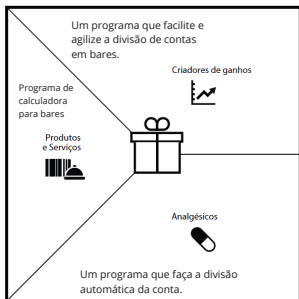 Um programa que facilite e
agilize a divisão de contas
em bares.
Criadores de ganhos
Programa de
calculadora
para bares
Produtos
e Serviços
Analgésicos
Um programa que faça a divisão
automática da conta.